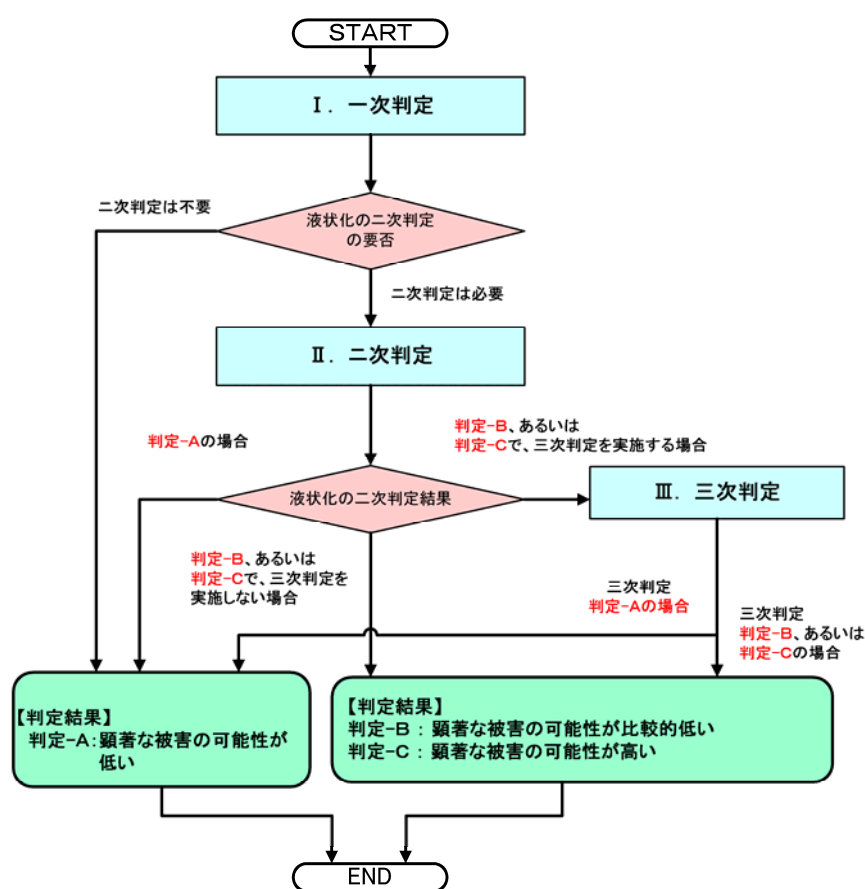 START
Ⅰ. 一次判定
二次判定は不要
液状化の二次判定
の要否
二次判定は必要
Ⅱ. 二次判定
判定-Aの場合
判定-B、あるいは
判定-Cで、三次判定を実施する場合
液状化の二次判定結果
Ⅲ. 三次判定
判定-B、あるいは
判定-Cで、三次判定を
実施しない場合
三次判定
判定-Aの場合
三次判定
判定-B、あるいは
判定-Cの場合
【判定結果】
判定-A:顕著な被害の可能性が
低い
【判定結果】
判定-B : 顕著な被害の可能性が比較的低い
判定-C : 顕著な被害の可能性が高い
END